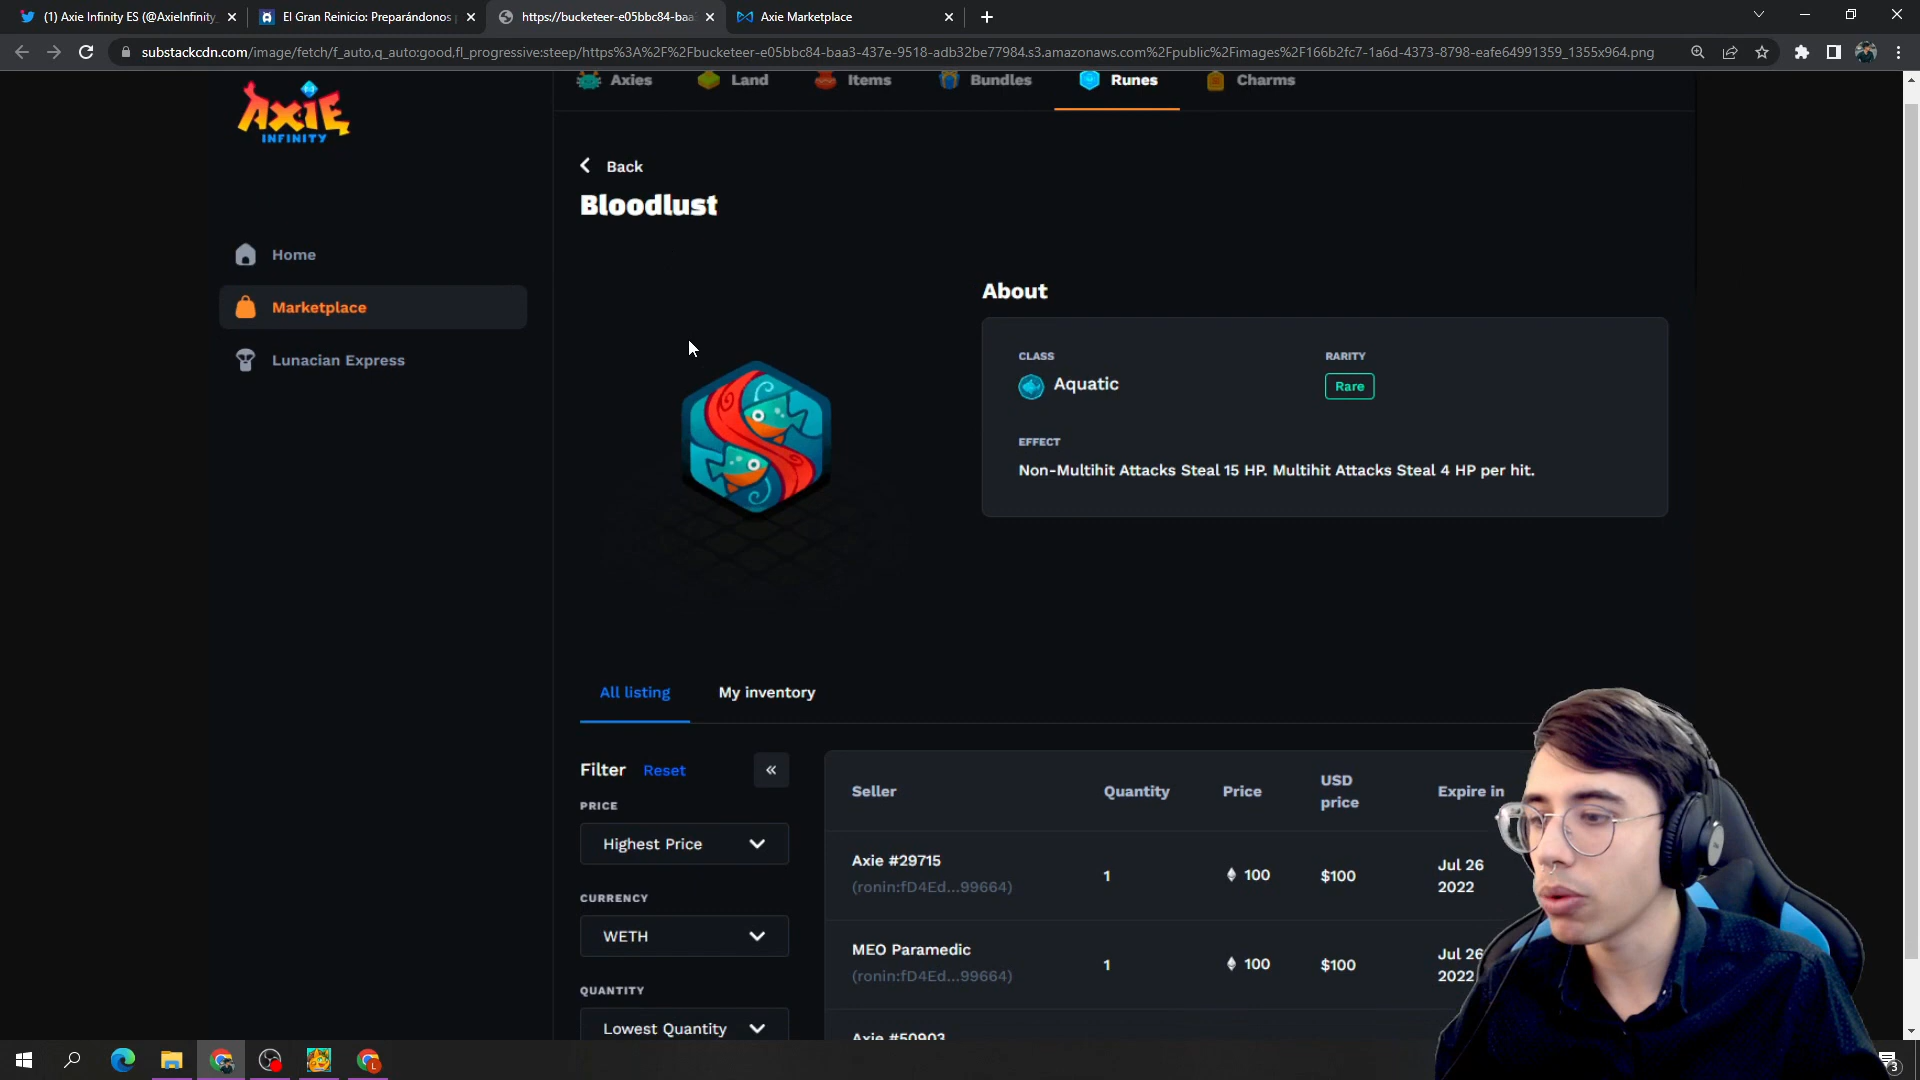 (1) Axie Infinity ES (@AxieInfinity_
El Gran Reinicio: Preparándonos
https://bucketeer-e05bbc84-baa
Axie Marketplace
substackcdn.com/image/fetch/f_auto,q_auto:good,fl_progressive:steep/https%3A%2F%2Fbucketeer-e05bbc84-baa3-437e-9518-adb32be77984.s3.amazonaws.com%2Fpublic%2Fimages%2F166b2fc7-1a6d-4373-8798-eafe64991359_1355x964.png
AXIE
INFINITY
Axies
Land
Items
Bundles
Runes
Charms
Back
Bloodlust
Home
Marketplace
Lunacian Express
About
CLASS
RARITY
Aquatic
Rare
EFFECT
Non-Multihit Attacks Steal 15 HP. Multihit Attacks Steal 4 HP per hit.
All listing
My inventory
Filter
Reset
«
PRICE
Highest Price
CURRENCY
WETH
QUANTITY
Lowest Quantity
Seller
Quantity
Price
USD price
Expire in
Axie #29715
(ronin:fD4Ed...99664)
1
100
$100
Jul 26
2022
MEO Paramedic
(ronin:fD4Ed...99664)
1
100
$100
Jul 26
2022
Axie #50903
3